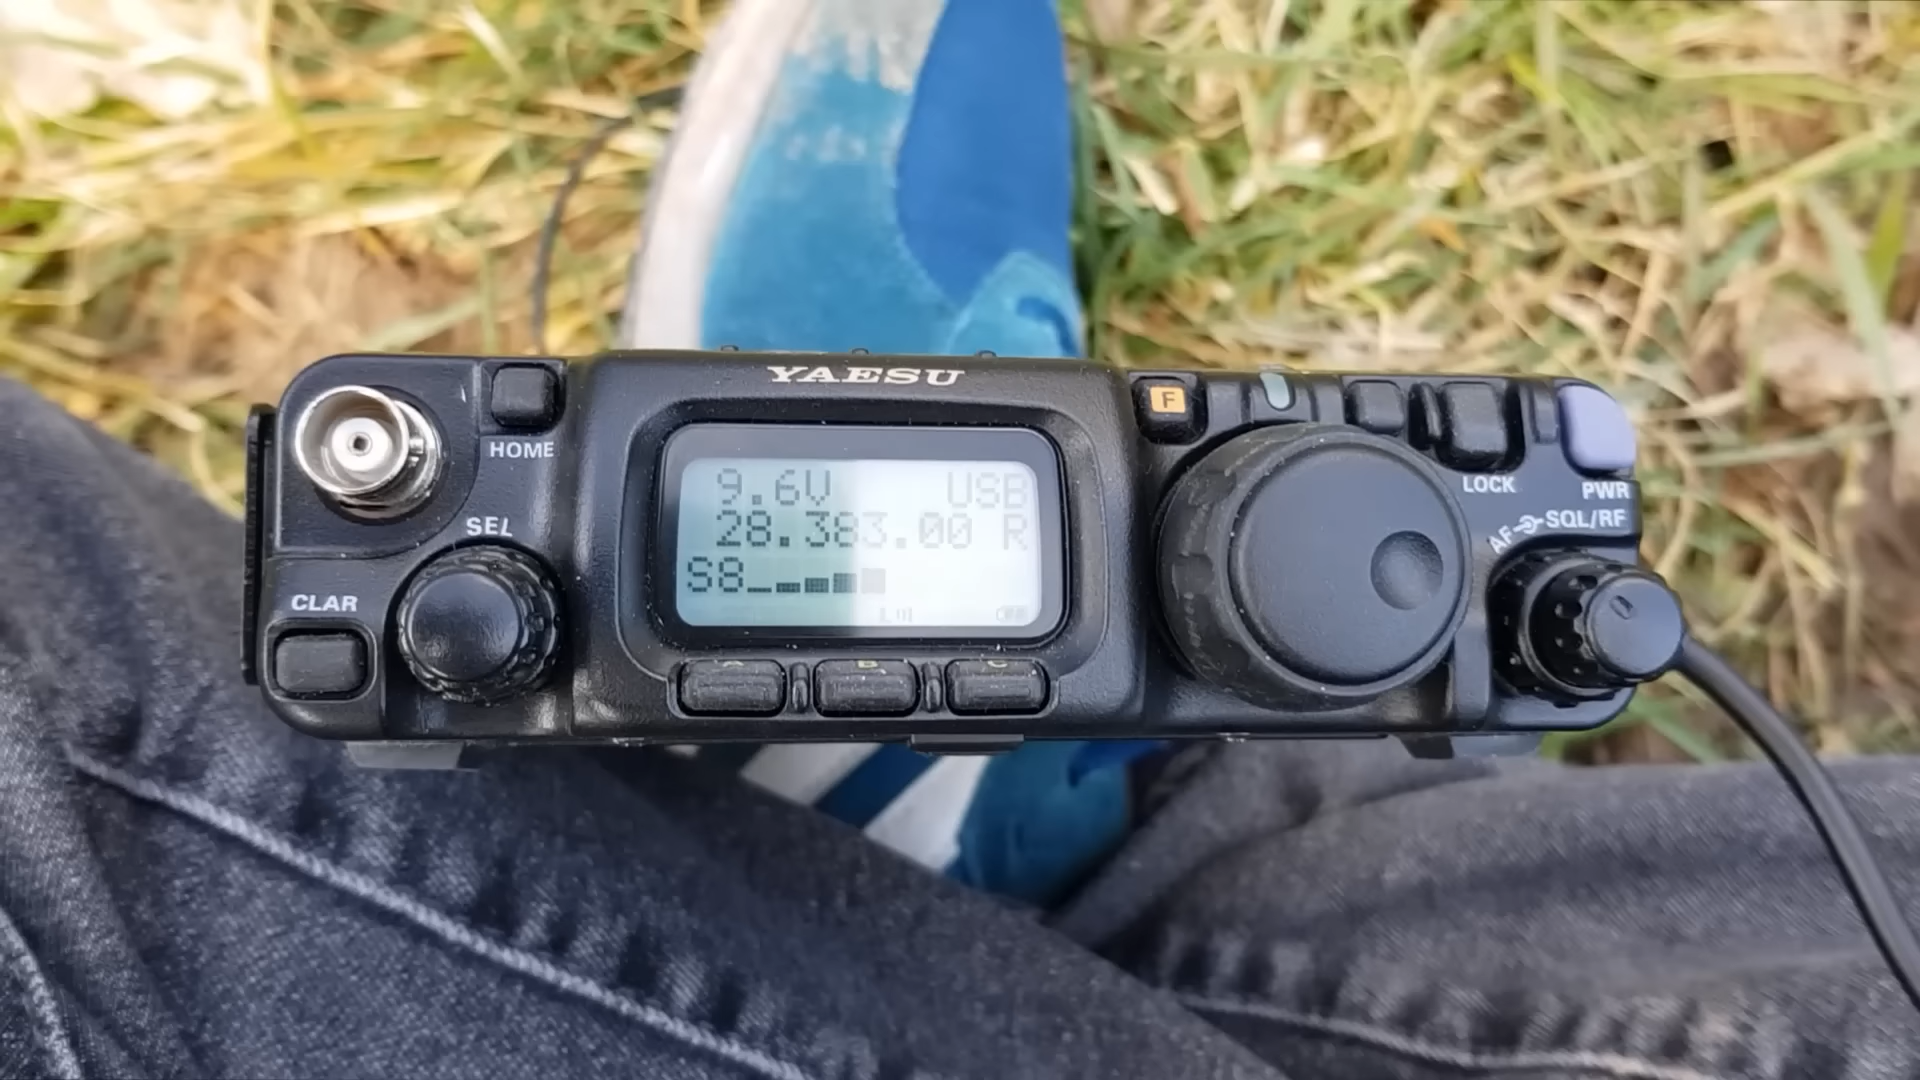 YAESU
F
HOME
LOCK
PWR
AF SQL/RF
SEL
CLAR
9.6V USB
28.383.00 R
S8
A B C